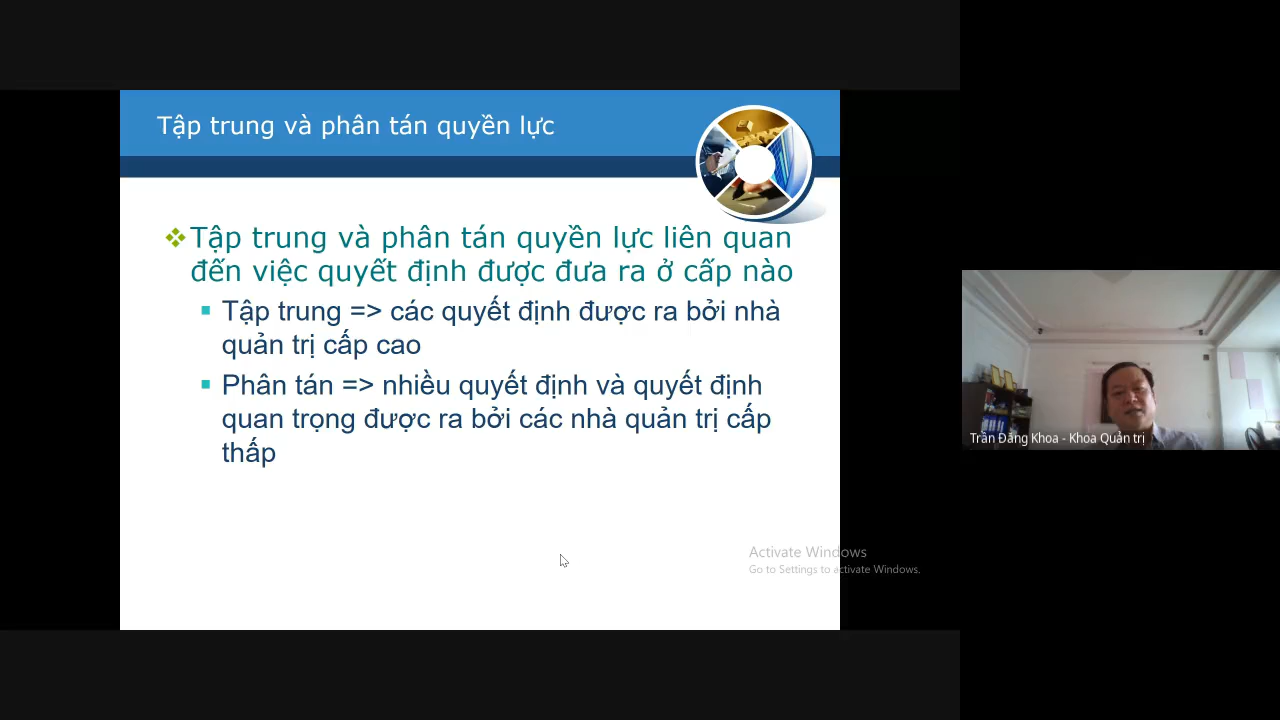 Tập trung và phân tán quyền lực
Tập trung và phân tán quyền lực liên quan
đến việc quyết định được đưa ra ở cấp nào
Tập trung => các quyết định được ra bởi nhà
quản trị cấp cao
Phân tán => nhiều quyết định và quyết định
quan trọng được ra bởi các nhà quản trị cấp
thấp
Trần Đăng Khoa - Khoa Quản trị
Activate Windows
Go to Settings to activate Windows.